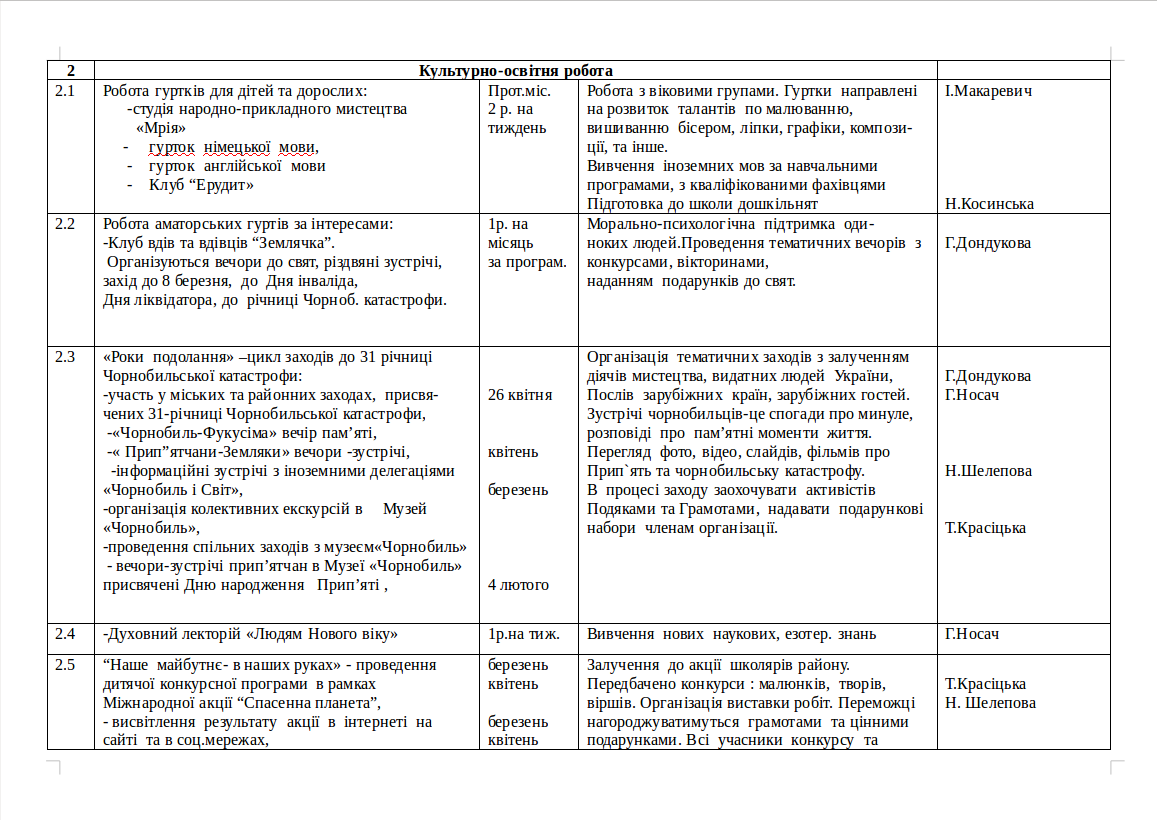 2 Культурно-освітня робота
2.1
Робота гуртків для дітей та дорослих:
-студія народно-прикладного мистецтва
«Мрія»
- гурток німецької мови,
- гурток англійської мови
- Клуб “Ерудит»
Прот.міс.
2 р. на
тиждень
Робота з віковими групами. Гуртки направлені
на розвиток талантів по малюванню,
вишиванню бісером, ліпки, графіки, компози-
ції, та інше.
Вивчення іноземних мов за навчальними
програмами, з кваліфікованими фахівцями
Підготовка до школи дошкільнят
І.Макаревич
Н.Косинська
2.2
Робота аматорських гуртів за інтересами:
-Клуб вдів та вдівців “Землячка”.
Організуються вечори до свят, різдвяні зустрічі,
захід до 8 березня, до Дня інваліда,
Дня ліквідатора, до річниці Чорноб. катастрофи.
1р. на
місяць
за програм.
Морально-психологічна підтримка оди-
ноких людей.Проведення тематичних вечорів з
конкурсами, вікторинами,
наданням подарунків до свят.
Г.Дондукова
2.3
«Роки подолання» –цикл заходів до 31 річниці
Чорнобильської катастрофи:
-участь у міських та районних заходах, присвя-
чених 31-річниці Чорнобильської катастрофи,
-«Чорнобиль-Фукусіма» вечір пам’яті,
-« Прип”ятчани-Земляки» вечори -зустрічі,
-інформаційні зустрічі з іноземними делегаціями
«Чорнобиль і Світ»,
-організація колективних екскурсій в Музей
«Чорнобиль»,
-проведення спільних заходів з музеєм«Чорнобиль»
- вечори-зустрічі прип’ятчан в Музеї «Чорнобиль»
присвячені Дню народження Прип’яті ,
26 квітня
квітень
березень
4 лютого
Організація тематичних заходів з залученням
діячів мистецтва, видатних людей України,
Послів зарубіжних країн, зарубіжних гостей.
Зустрічі чорнобильців-це спогади про минуле,
розповіді про пам’ятні моменти життя.
Перегляд фото, відео, слайдів, фільмів про
Прип`ять та чорнобильську катастрофу.
В процесі заходу заохочувати активістів
Подяками та Грамотами, надавати подарункові
набори членам організації.
Г.Дондукова
Г.Носач
Н.Шелепова
Т.Красіцька
2.4
-Духовний лекторій «Людям Нового віку»
1р.на тиж.
Вивчення нових наукових, езотер. знань
Г.Носач
2.5
“Наше майбутнє- в наших руках» - проведення
дитячої конкурсної програми в рамках
Міжнародної акції “Спасенна планета”,
- висвітлення результату акції в інтернеті на
сайті та в соц.мережах,
березень
квітень
березень
квітень
Залучення до акції школярів району.
Передбачено конкурси : малюнків, творів,
віршів. Організація виставки робіт. Переможці
нагороджуватимуться грамотами та цінними
подарунками. Всі учасники конкурсу та
Т.Красіцька
Н. Шелепова